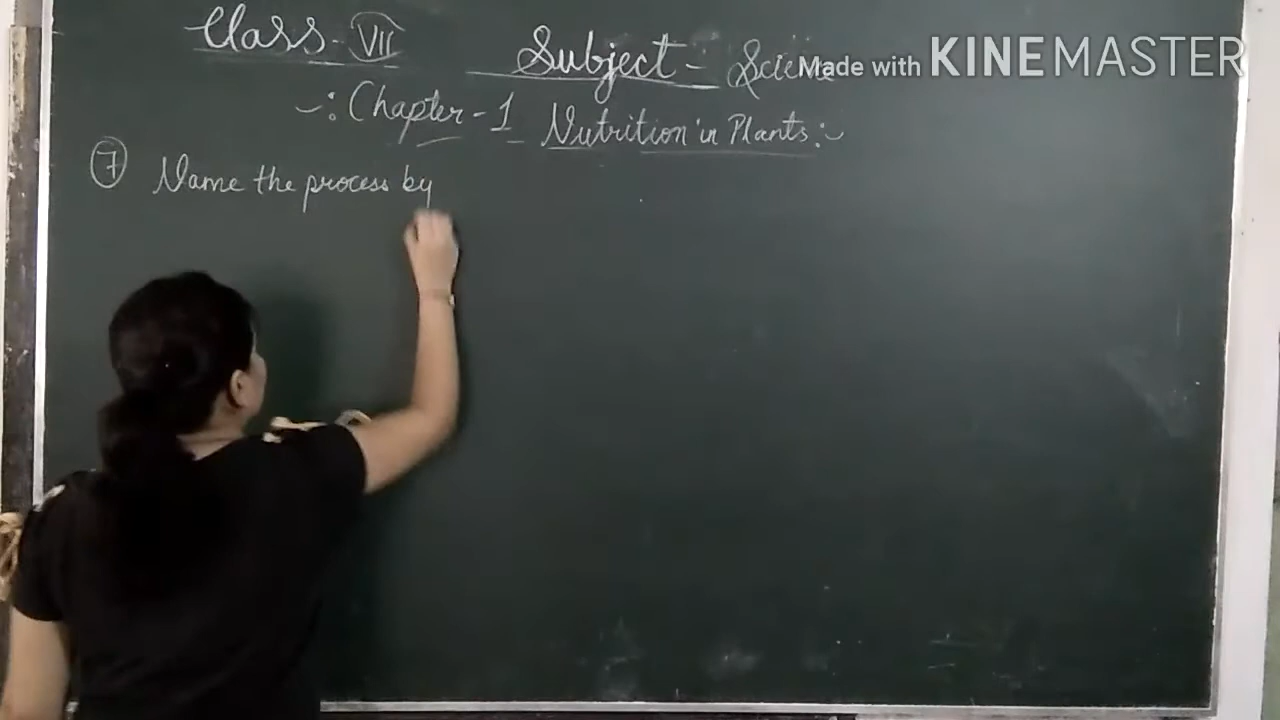 Class - VII Subject - Science
Made with KINEMASTER
-: Chapter - 1 Nutrition in Plants :-
7 Name the process by